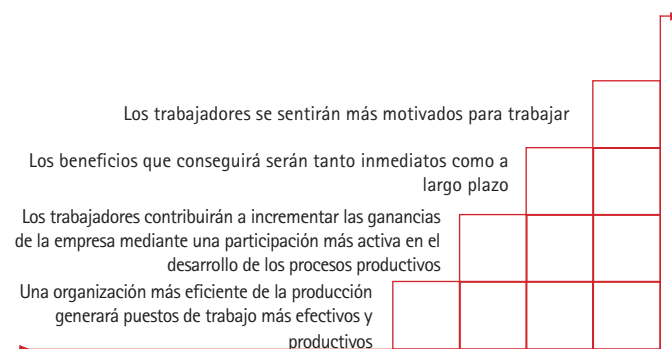 Los trabajadores se sentirán más motivados para trabajar
Los beneficios que conseguirá serán tanto inmediatos como a
largo plazo
Los trabajadores contribuirán a incrementar las ganancias
de la empresa mediante una participación más activa en el
desarrollo de los procesos productivos
Una organización más eficiente de la producción
generará puestos de trabajo más efectivos y
productivos